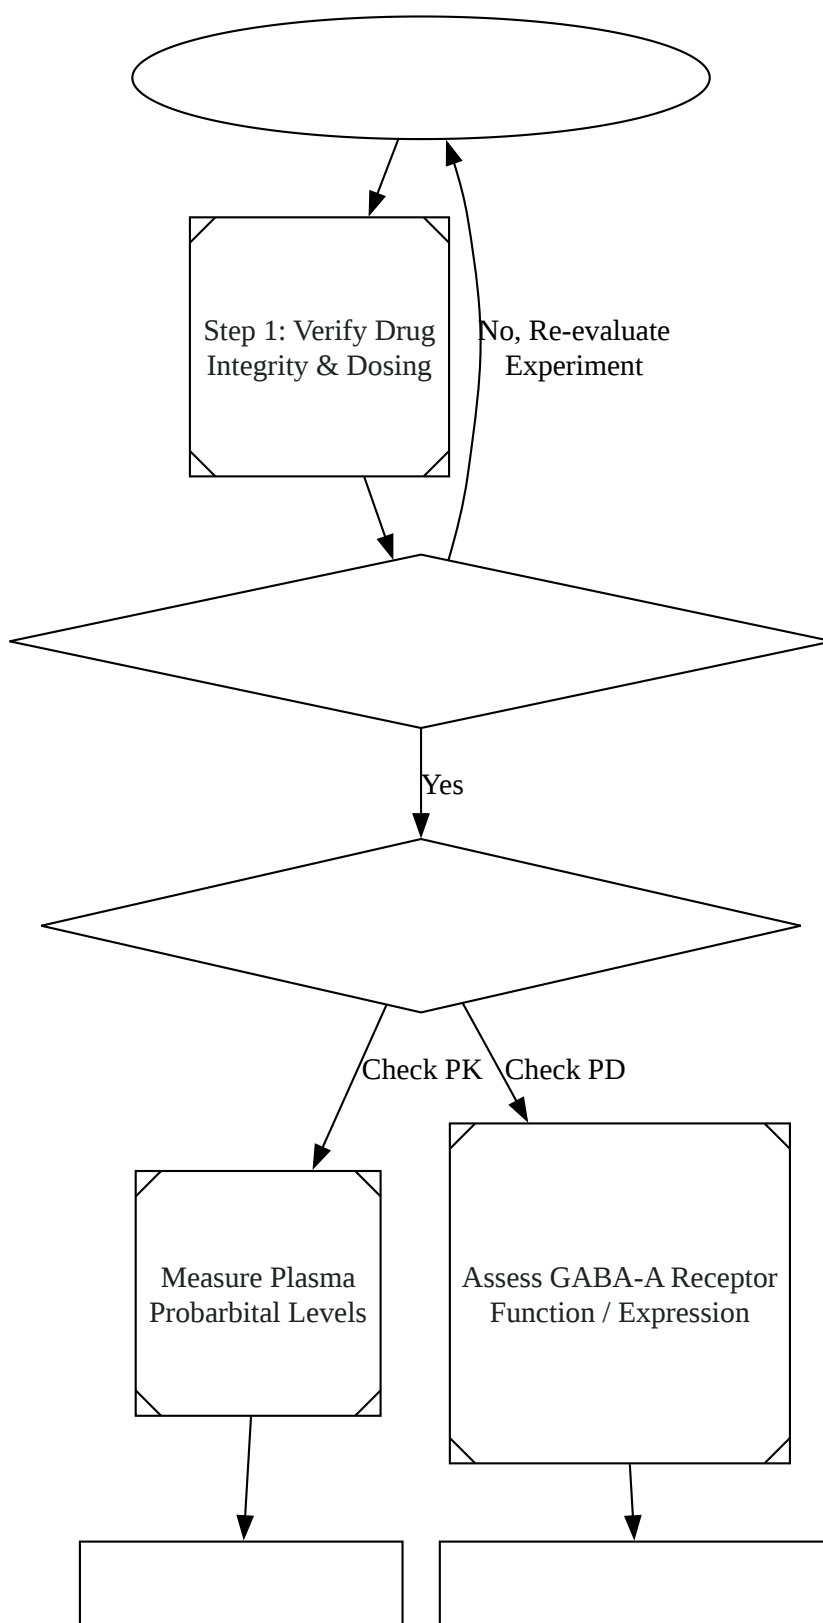 Step 1: Verify Drug
Integrity & Dosing
No, Re-evaluate
Experiment
Yes
Check PK
Check PD
Measure Plasma
Probarbital Levels
Assess GABA-A Receptor
Function / Expression